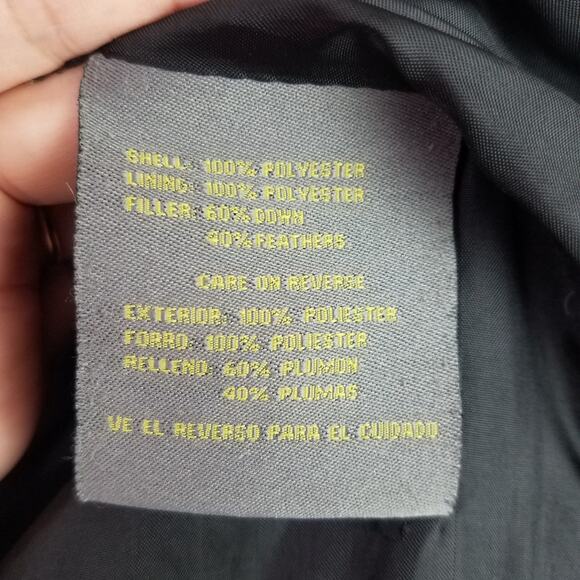 SHELL: 100% POLYESTER
LINING: 100% POLYESTER
FILLER: 60% DOWN
40% FEATHERS
CARE ON REVERSE
EXTERIOR: 100% POLIESTER
FORRO: 100% POLIESTER
RELLENO: 60% PLUMON
40% PLUMAS
VE EL REVERSO PARA EL CUIDADO